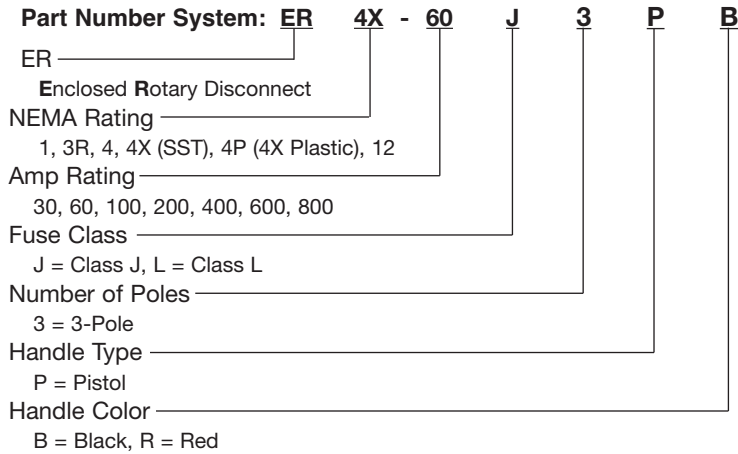 Part Number System: ER 4X - 60 J 3 P B
ER
Enclosed Rotary Disconnect
NEMA Rating
1, 3R, 4, 4X (SST), 4P (4X Plastic), 12
Amp Rating
30, 60, 100, 200, 400, 600, 800
Fuse Class
J = Class J, L = Class L
Number of Poles
3 = 3-Pole
Handle Type
P = Pistol
Handle Color
B = Black, R = Red